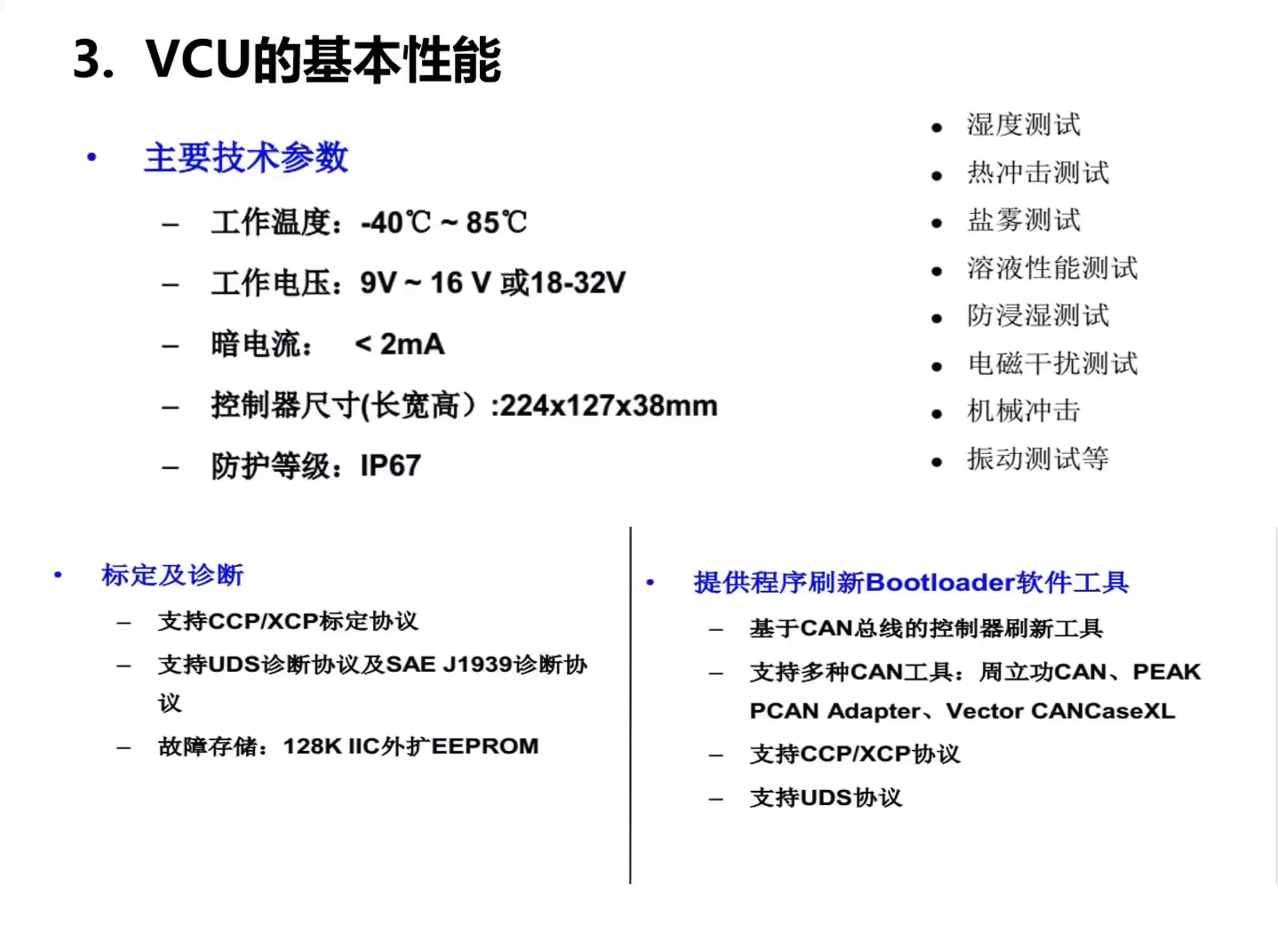 3. VCU的基本性能
• 主要技术参数
– 工作温度：-40℃ ~ 85℃
– 工作电压：9V ~ 16 V 或18-32V
– 暗电流： < 2mA
– 控制器尺寸(长宽高）:224x127x38mm
– 防护等级：IP67
• 湿度测试
• 热冲击测试
• 盐雾测试
• 溶液性能测试
• 防浸湿测试
• 电磁干扰测试
• 机械冲击
• 振动测试等
• 标定及诊断
– 支持CCP/XCP标定协议
– 支持UDS诊断协议及SAE J1939诊断协
议
– 故障存储：128K IIC外扩EEPROM
• 提供程序刷新Bootloader软件工具
– 基于CAN总线的控制器刷新工具
– 支持多种CAN工具：周立功CAN、PEAK
PCAN Adapter、Vector CANCaseXL
– 支持CCP/XCP协议
– 支持UDS协议